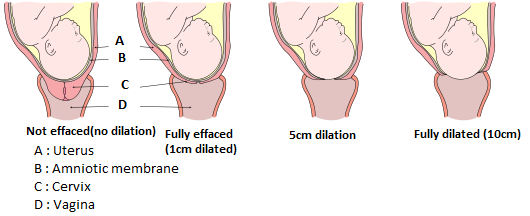 A
B
C
D
Not effaced(no dilation)
Fully effaced
(1cm dilated)
5cm dilation
Fully dilated (10cm)
A : Uterus
B : Amniotic membrane
C : Cervix
D : Vagina